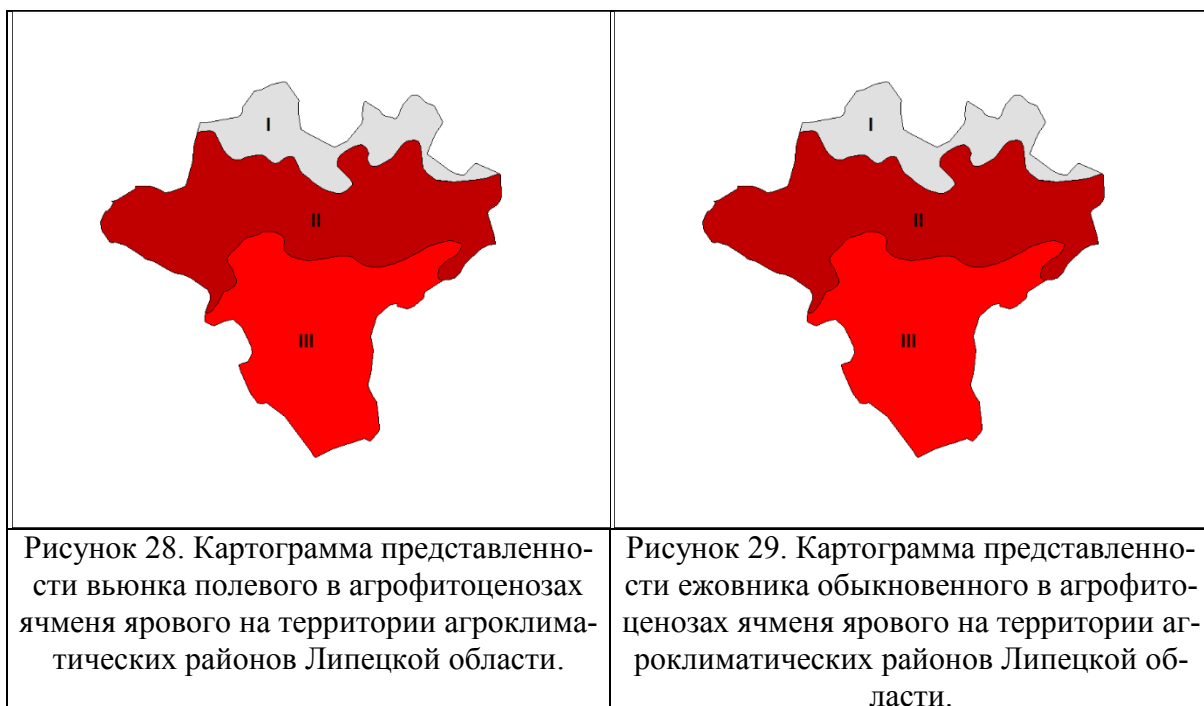 I
II
III
I
II
III
Рисунок 28. Картограмма представленно-
сти вьюнка полевого в агрофитоценозах
ячменя ярового на территории агроклима-
тических районов Липецкой области.
Рисунок 29. Картограмма представленно-
сти ежовника обыкновенного в агрофито-
ценозах ячменя ярового на территории аг-
роклиматических районов Липецкой об-
ласти.